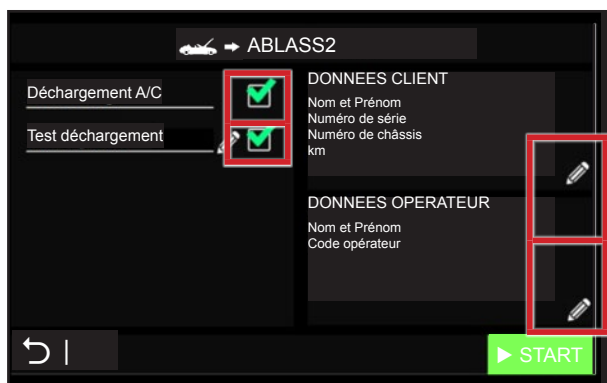 ABLASS2
Déchargement A/C
Test déchargement
DONNEES CLIENT
Nom et Prénom
Numéro de série
Numéro de châssis
km
DONNEES OPERATEUR
Nom et Prénom
Code opérateur
START